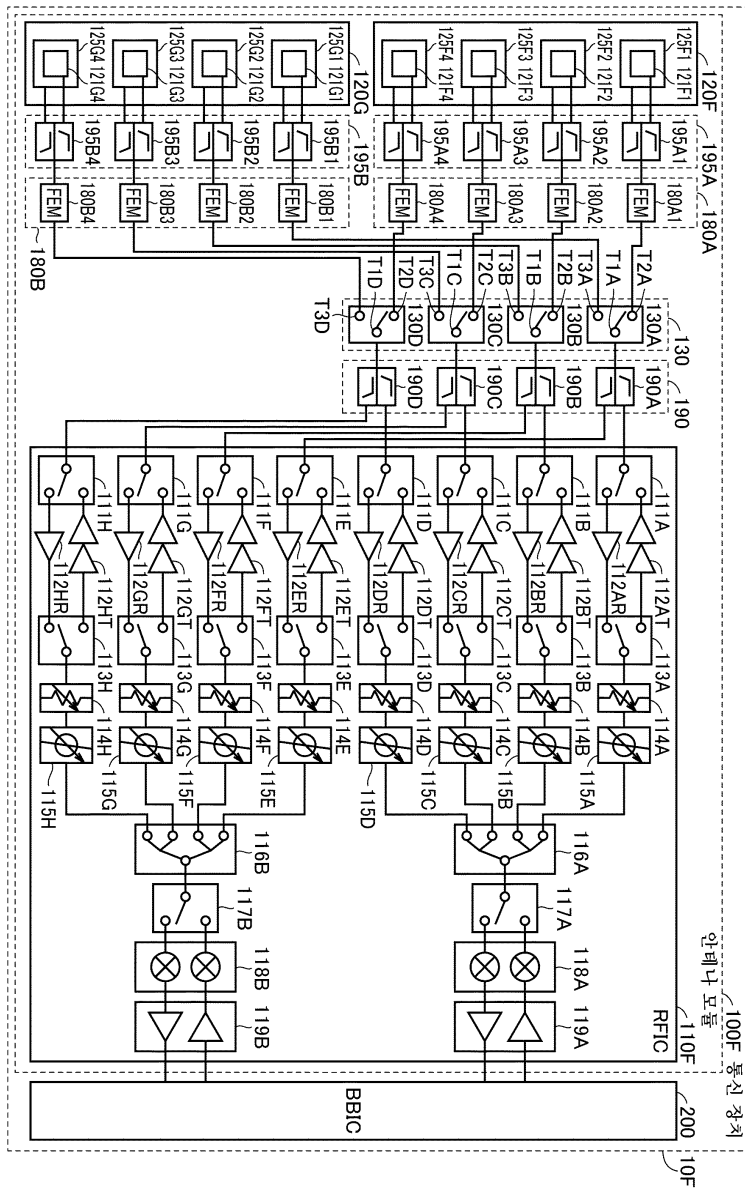 10F
통신 장치
100F
안테나 모듈
200
BBIC
110F
RFIC
120F
125F1 121F1
125F2 121F2
125F3 121F3
125F4 121F4
120G
125G1 121G1
125G2 121G2
125G3 121G3
125G4 121G4
195A
195A1
195A2
195A3
195A4
195B
195B1
195B2
195B3
195B4
180A
FEM 180A1
FEM 180A2
FEM 180A3
FEM 180A4
180B
FEM 180B1
FEM 180B2
FEM 180B3
FEM 180B4
T2A
T1A
T3A
T2B
T1B
T3B
T2C
T1C
T3C
T2D
T1D
T3D
130
130A
130B
130C
130D
190
190A
190B
190C
190D
111A
111B
111C
111D
111E
111F
111G
111H
112AT
112AR
112BT
112BR
112CT
112CR
112DT
112DR
112ET
112ER
112FT
112FR
112GT
112GR
112HT
112HR
113A
113B
113C
113D
113E
113F
113G
113H
114A
114B
114C
114D
114E
114F
114G
114H
115A
115B
115C
115D
115E
115F
115G
115H
116A
116B
117A
117B
118A
118B
119A
119B